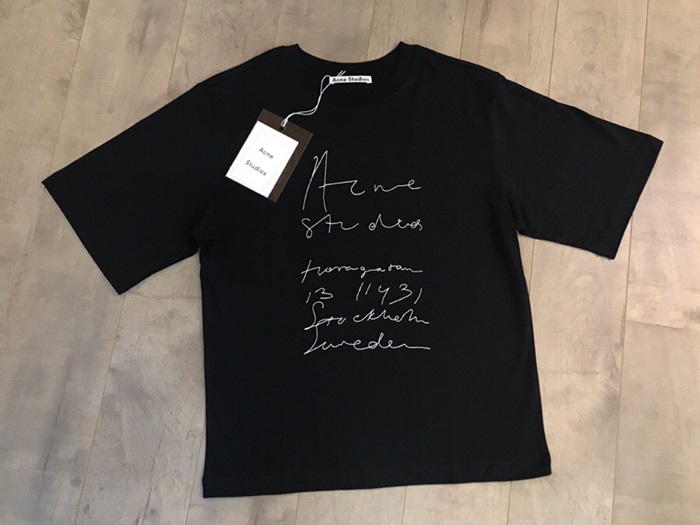 Acne Studios
Acne
Studios
Acne
Studios
Floragatan
13 11431
Stockholm
Sweden